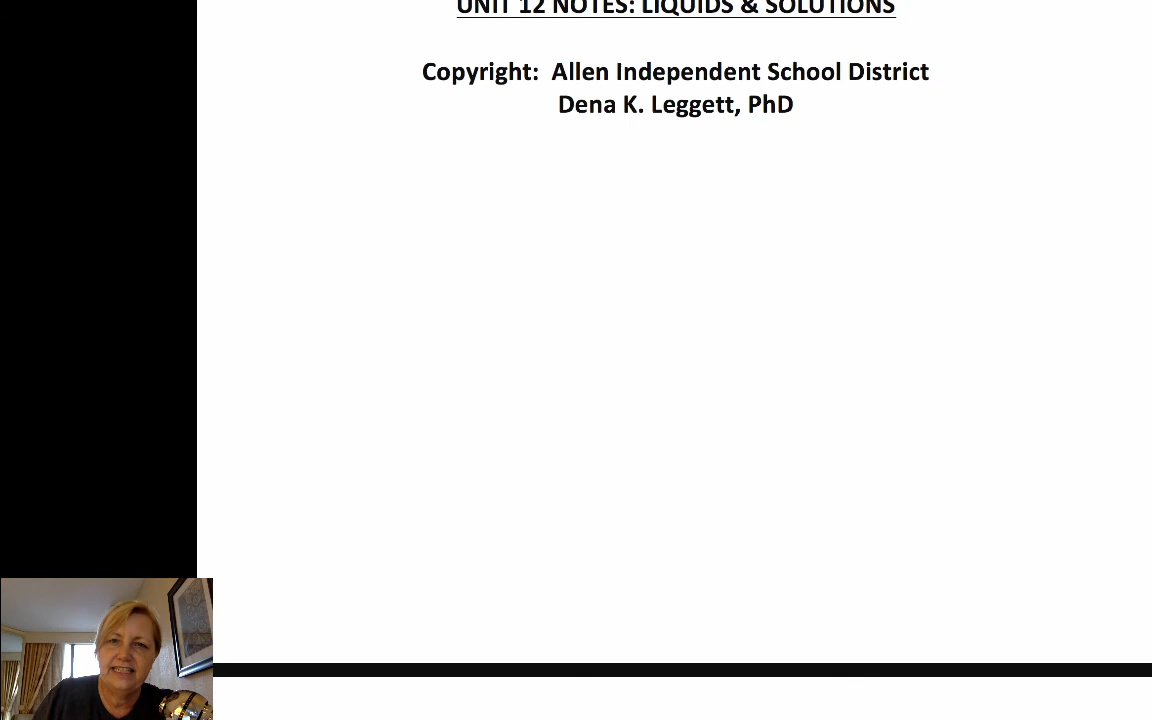 UNIT 12 NOTES: LIQUIDS & SOLUTIONS
Copyright: Allen Independent School District
Dena K. Leggett, PhD